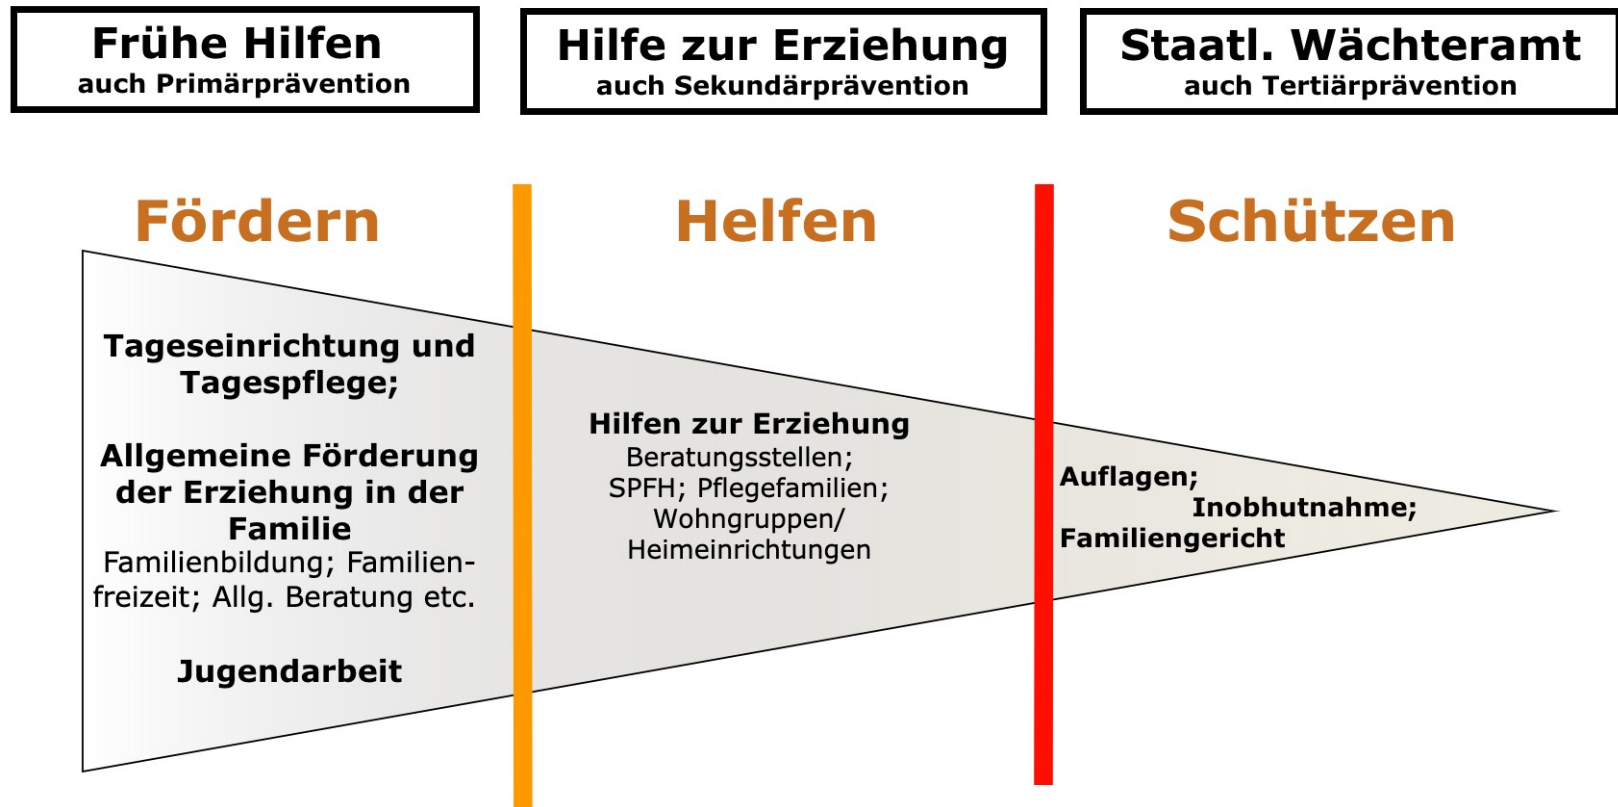 Frühe Hilfen
auch Primärprävention
Hilfe zur Erziehung
auch Sekundärprävention
Staatl. Wächteramt
auch Tertiärprävention
Fördern
Helfen
Schützen
Tageseinrichtung und
Tagespflege;
Allgemeine Förderung
der Erziehung in der
Familie
Familienbildung; Familien-
freizeit; Allg. Beratung etc.
Jugendarbeit
Hilfen zur Erziehung
Beratungsstellen;
SPFH; Pflegefamilien;
Wohngruppen/
Heimeinrichtungen
Auflagen;
Inobhutnahme;
Familiengericht